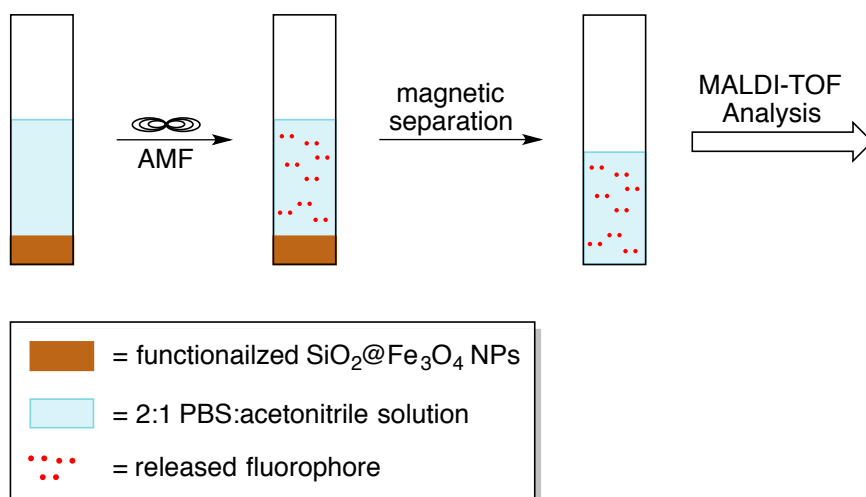 AMF
magnetic
separation
MALDI-TOF
Analysis
= functionailzed SiO₂@Fe₃O₄ NPs
= 2:1 PBS:acetonitrile solution
= released fluorophore